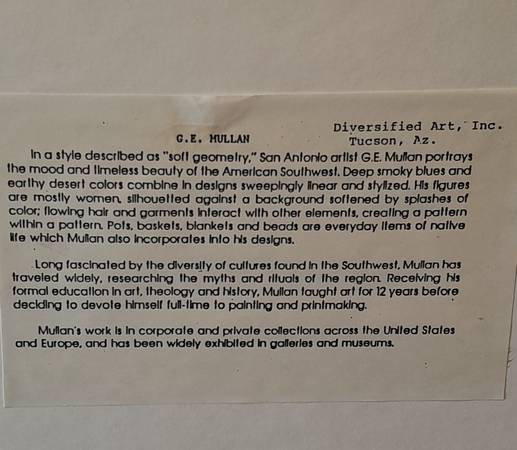 Diversified Art, Inc.
G.E. MULLAN Tucson, Az.
In a style described as "soft geometry," San Antonio artist G.E. Mullan portrays
the mood and timeless beauty of the American Southwest. Deep smoky blues and
earthy desert colors combine in designs sweepingly linear and stylized. His figures
are mostly women, silhouetted against a background softened by splashes of
color; flowing hair and garments interact with other elements, creating a pattern
within a pattern. Pots, baskets, blankets and beads are everyday items of native
life which Mullan also incorporates into his designs.
Long fascinated by the diversity of cultures found in the Southwest, Mullan has
traveled widely, researching the myths and rituals of the region. Receiving his
formal education in art, theology and history, Mullan taught art for 12 years before
deciding to devote himself full-time to painting and printmaking.
Mullan's work is in corporate and private collections across the United States
and Europe, and has been widely exhibited in galleries and museums.